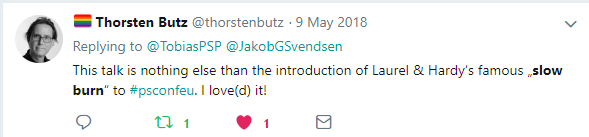 Thorsten Butz @thorstenbutz · 9 May 2018
Replying to @TobiasPSP @JakobGSvendsen
This talk is nothing else than the introduction of Laurel & Hardy's famous „slow
burn“ to #psconfeu. I love(d) it!
1 1